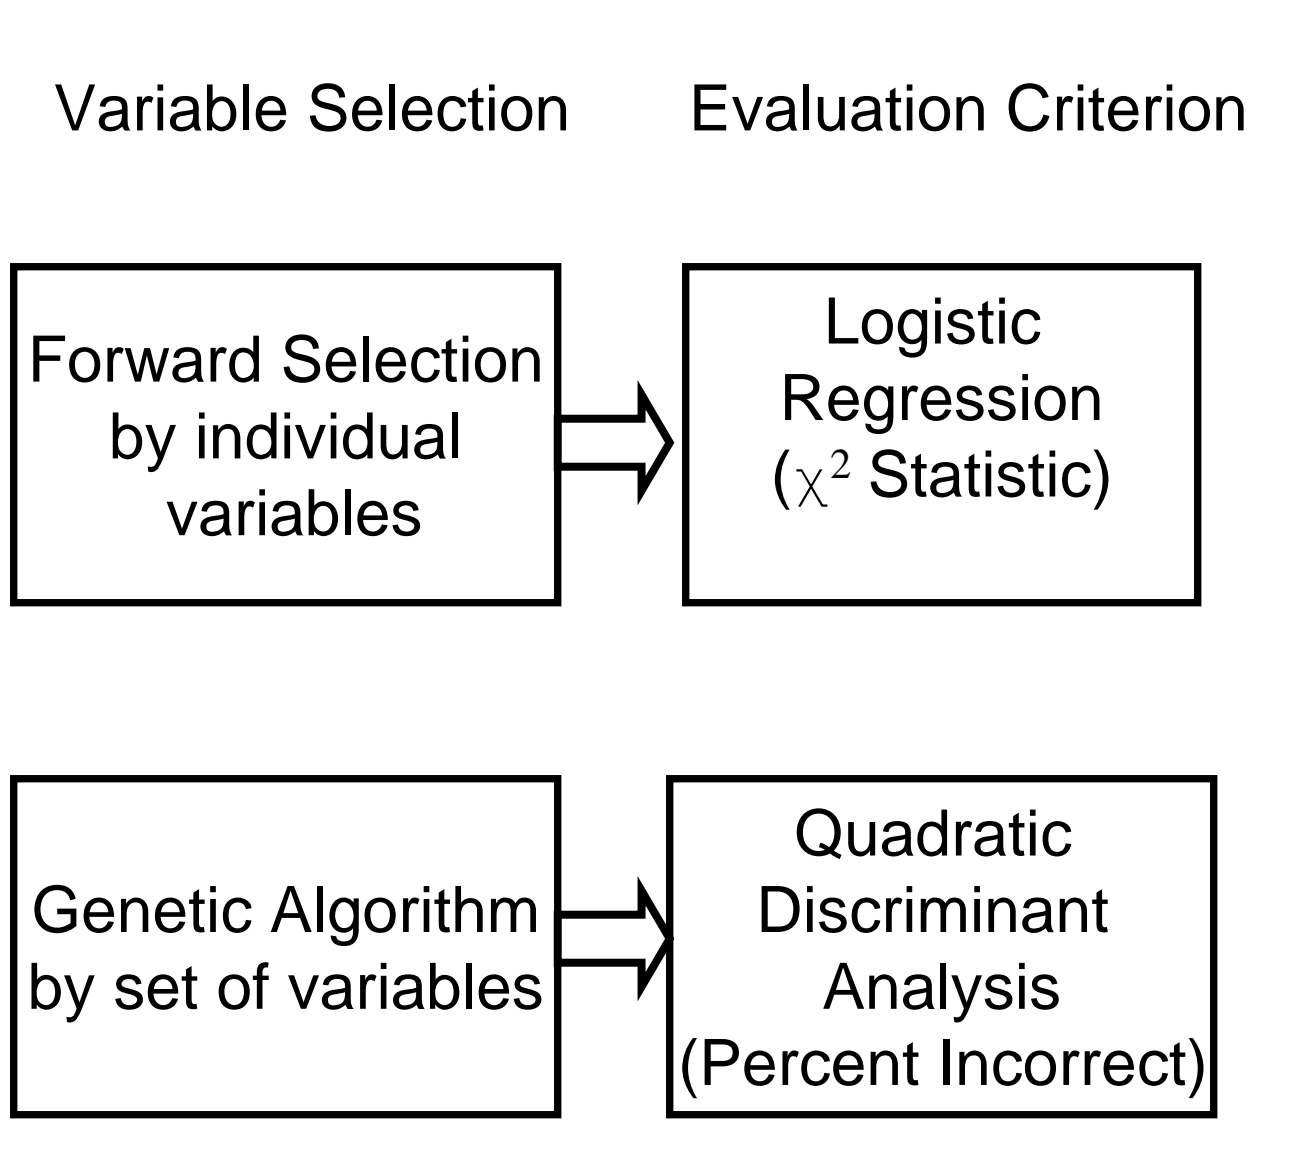 Variable Selection
Evaluation Criterion
Forward Selection
by individual
variables
Logistic
Regression
(χ² Statistic)
Genetic Algorithm
by set of variables
Quadratic
Discriminant
Analysis
(Percent Incorrect)